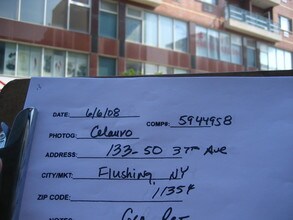 DATE: 6/6/08
PHOTOG: Celauro COMP#: 5944958
ADDRESS: 133-50 37TH Ave
CITY/MKT: Flushing, NY
ZIP CODE: 11354
NOTES: